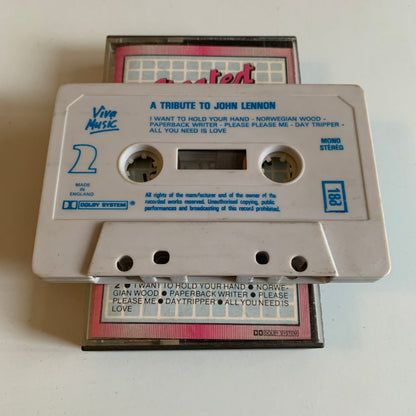 Greatest
Viva
Music
A TRIBUTE TO JOHN LENNON
I WANT TO HOLD YOUR HAND - NORWEGIAN WOOD -
PAPERBACK WRITER - PLEASE PLEASE ME - DAY TRIPPER -
ALL YOU NEED IS LOVE
MONO
STEREO
2
MADE
IN
ENGLAND
DOLBY SYSTEM ®
All rights of the manufacturer and of the owner of the
recorded works reserved. Unauthorised copying, public
performances and broadcasting of this record prohibited.
188
2 ● I WANT TO HOLD YOUR HAND ● NORWE-
GIAN WOOD ● PAPERBACK WRITER ● PLEASE
PLEASE ME ● DAY TRIPPER ● ALL YOU NEED IS
LOVE
DOLBY SYSTEM